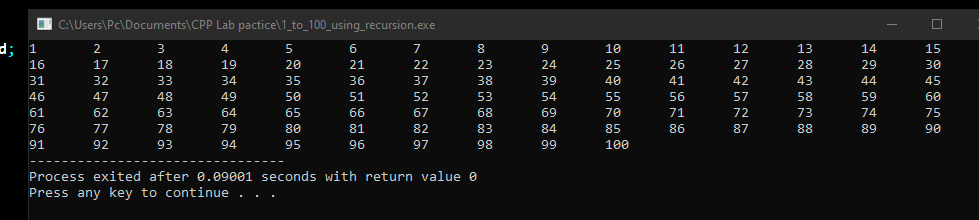 C:\Users\Pc\Documents\CPP Lab pactice\1_to_100_using_recursion.exe
d;
1 2 3 4 5 6 7 8 9 10 11 12 13 14 15
16 17 18 19 20 21 22 23 24 25 26 27 28 29 30
31 32 33 34 35 36 37 38 39 40 41 42 43 44 45
46 47 48 49 50 51 52 53 54 55 56 57 58 59 60
61 62 63 64 65 66 67 68 69 70 71 72 73 74 75
76 77 78 79 80 81 82 83 84 85 86 87 88 89 90
91 92 93 94 95 96 97 98 99 100
--------------------------------
Process exited after 0.09001 seconds with return value 0
Press any key to continue . . .